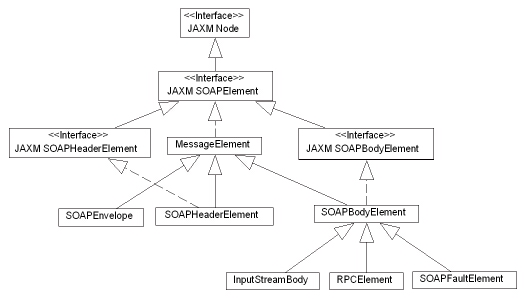 <<Interface>>
JAXM Node
<<Interface>>
JAXM SOAPElement
<<Interface>>
JAXM SOAPHeaderElement
MessageElement
<<Interface>>
JAXM SOAPBodyElement
SOAPEnvelope
SOAPHeaderElement
SOAPBodyElement
InputStreamBody
RPCElement
SOAPFaultElement